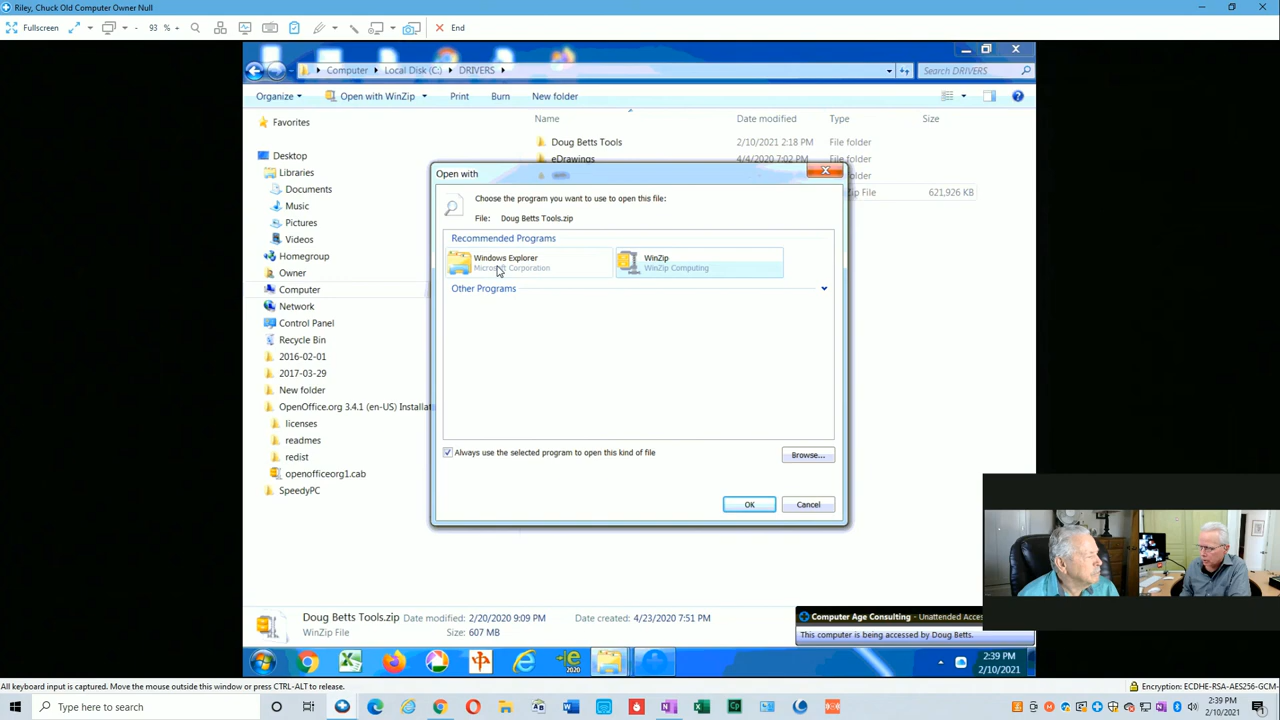 Riley, Chuck Old Computer Owner Null
Fullscreen - 93 % + End
Computer Local Disk (C:) DRIVERS Search DRIVERS
Organize Open with WinZip Print Burn New folder
Favorites
Desktop
Libraries
Documents
Music
Pictures
Videos
Homegroup
Owner
Computer
Network
Control Panel
Recycle Bin
2016-02-01
2017-03-29
New folder
OpenOffice.org 3.4.1 (en-US) Installat
licenses
readmes
redist
openofficeorg1.cab
SpeedyPC
Name Date modified Type Size
Doug Betts Tools 2/10/2021 2:18 PM File folder
eDrawings 4/4/2020 7:02 PM File folder
File folder
Zip File 621,926 KB
Open with
Choose the program you want to use to open this file:
File: Doug Betts Tools.zip
Recommended Programs
Windows Explorer
Microsoft Corporation
WinZip
WinZip Computing
Other Programs
Always use the selected program to open this kind of file
Browse...
OK Cancel
Doug Betts Tools.zip Date modified: 2/20/2020 9:09 PM Date created: 4/23/2020 7:51 PM
WinZip File Size: 607 MB
Computer Age Consulting - Unattended Acces
This computer is being accessed by Doug Betts.
2020
2:39 PM
2/10/2021
All keyboard input is captured. Move the mouse outside this window or press CTRL-ALT to release.
Encryption: ECDHE-RSA-AES256-GCM-
Type here to search
2:39 PM
2/10/2021